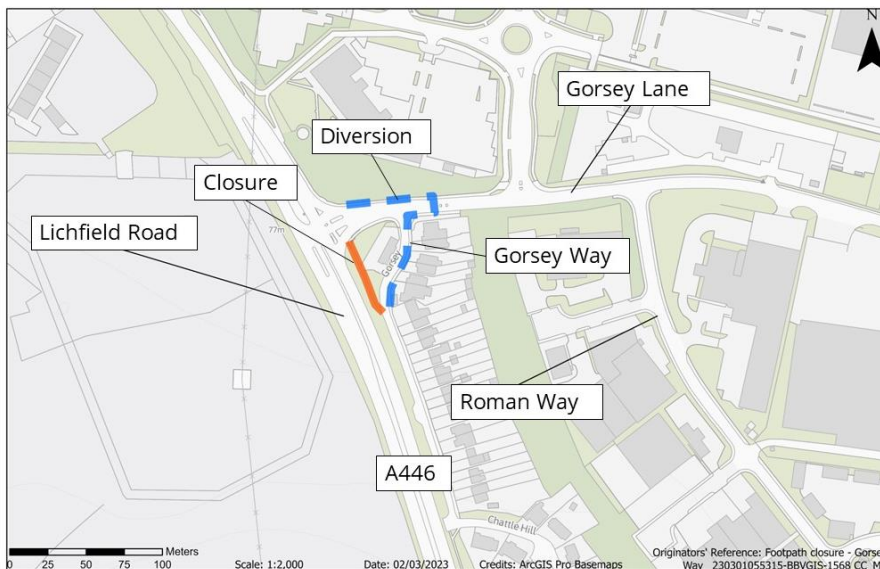 N
Gorsey Lane
Diversion
Closure
Lichfield Road
77m
Gorsey
Gorsey Way
Roman Way
A446
Chattle Hill
0 25 50 75 100 Meters
Scale: 1:2,000
Date: 02/03/2023
Credits: ArcGIS Pro Basemaps
Originators' Reference: Footpath closure - Gorse
Way_ 230301055315-BBVGIS-1568 CC_M